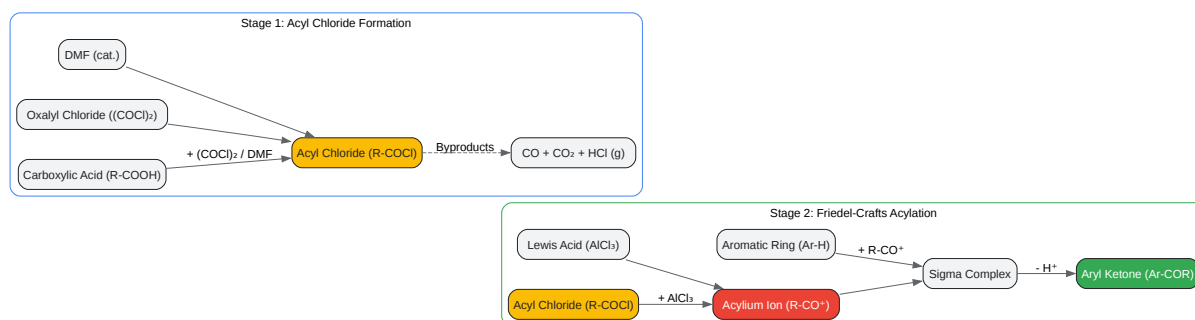 Stage 1: Acyl Chloride Formation
DMF (cat.)
Oxalyl Chloride ((COCl)₂)
+ (COCl)₂ / DMF
Carboxylic Acid (R-COOH)
Acyl Chloride (R-COCl)
Byproducts
CO + CO₂ + HCl (g)
Stage 2: Friedel-Crafts Acylation
Lewis Acid (AlCl₃)
Aromatic Ring (Ar-H)
+ R-CO⁺
Acyl Chloride (R-COCl)
+ AlCl₃
Acylium Ion (R-CO⁺)
Sigma Complex
- H⁺
Aryl Ketone (Ar-COR)